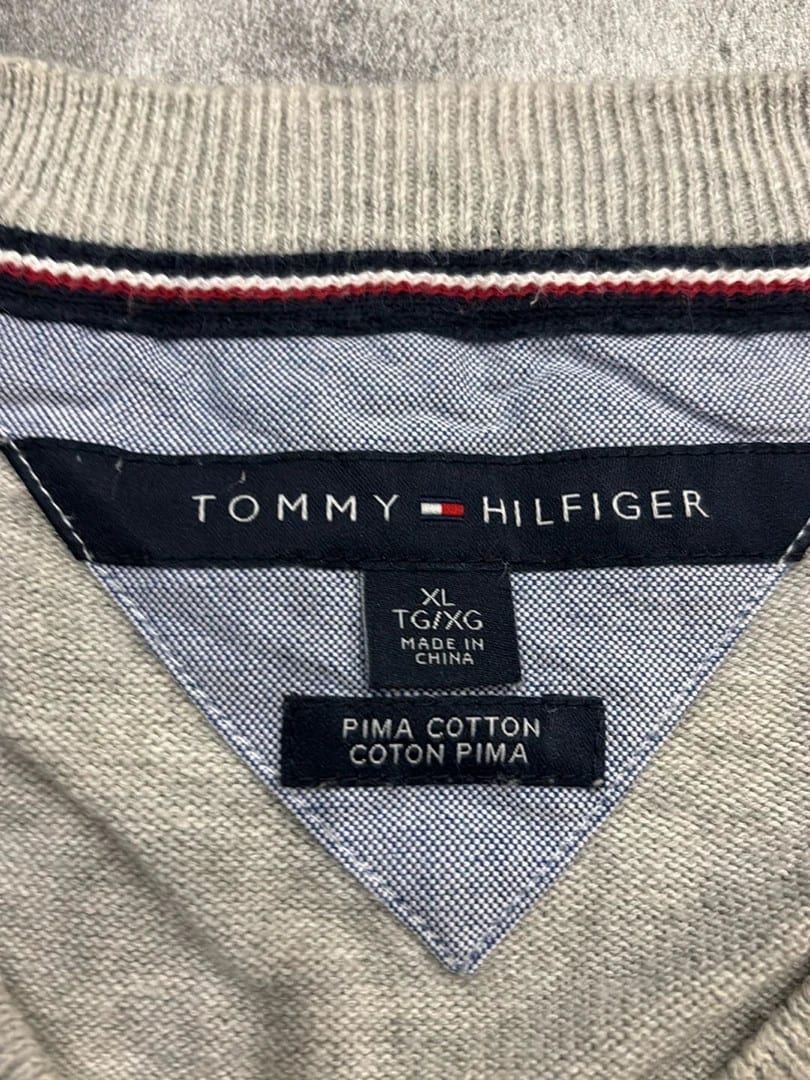 TOMMY HILFIGER
XL
TG/XG
MADE IN
CHINA
PIMA COTTON
COTON PIMA